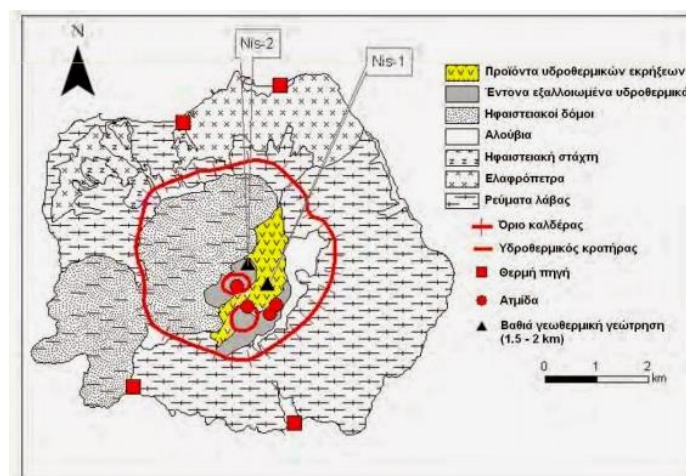 N
Nis-2
Nis-1
Προϊόντα υδροθερμικών εκρήξεων
Έντονα εξαλλοιωμένα υδροθερμικά
Ηφαιστειακοί δόμοι
Αλούβια
Ηφαιστειακή στάχτη
Ελαφρόπετρα
Ρεύματα λάβας
Όριο καλδέρας
Υδροθερμικός κρατήρας
Θερμή πηγή
Ατμίδα
Βαθιά γεωθερμική γεώτρηση
(1.5 - 2 km)
0 1 2
km